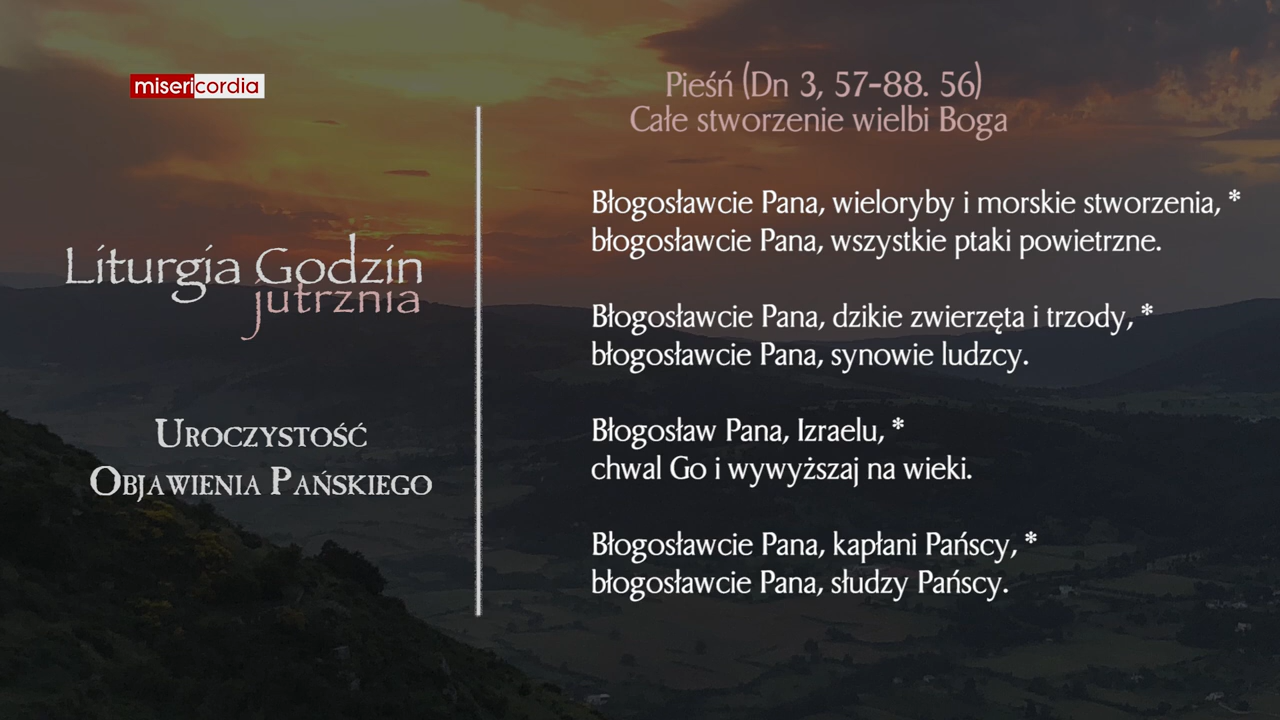 misericordia
Liturgia Godzin
jutrznia
Uroczystość
Objawienia Pańskiego
Pieśń (Dn 3, 57-88. 56)
Całe stworzenie wielbi Boga
Błogosławcie Pana, wieloryby i morskie stworzenia, *
błogosławcie Pana, wszystkie ptaki powietrzne.
Błogosławcie Pana, dzikie zwierzęta i trzody, *
błogosławcie Pana, synowie ludzcy.
Błogosław Pana, Izraelu, *
chwal Go i wywyższaj na wieki.
Błogosławcie Pana, kapłani Pańscy, *
błogosławcie Pana, słudzy Pańscy.